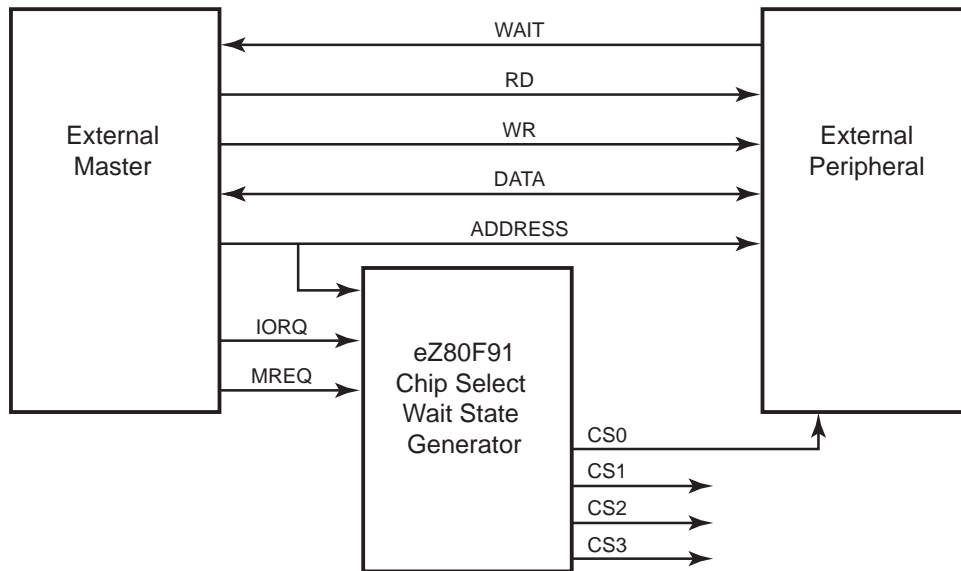 WAIT
RD
External
Master
WR
External
Peripheral
DATA
ADDRESS
IORQ
MREQ
eZ80F91
Chip Select
Wait State
Generator
CS0
CS1
CS2
CS3